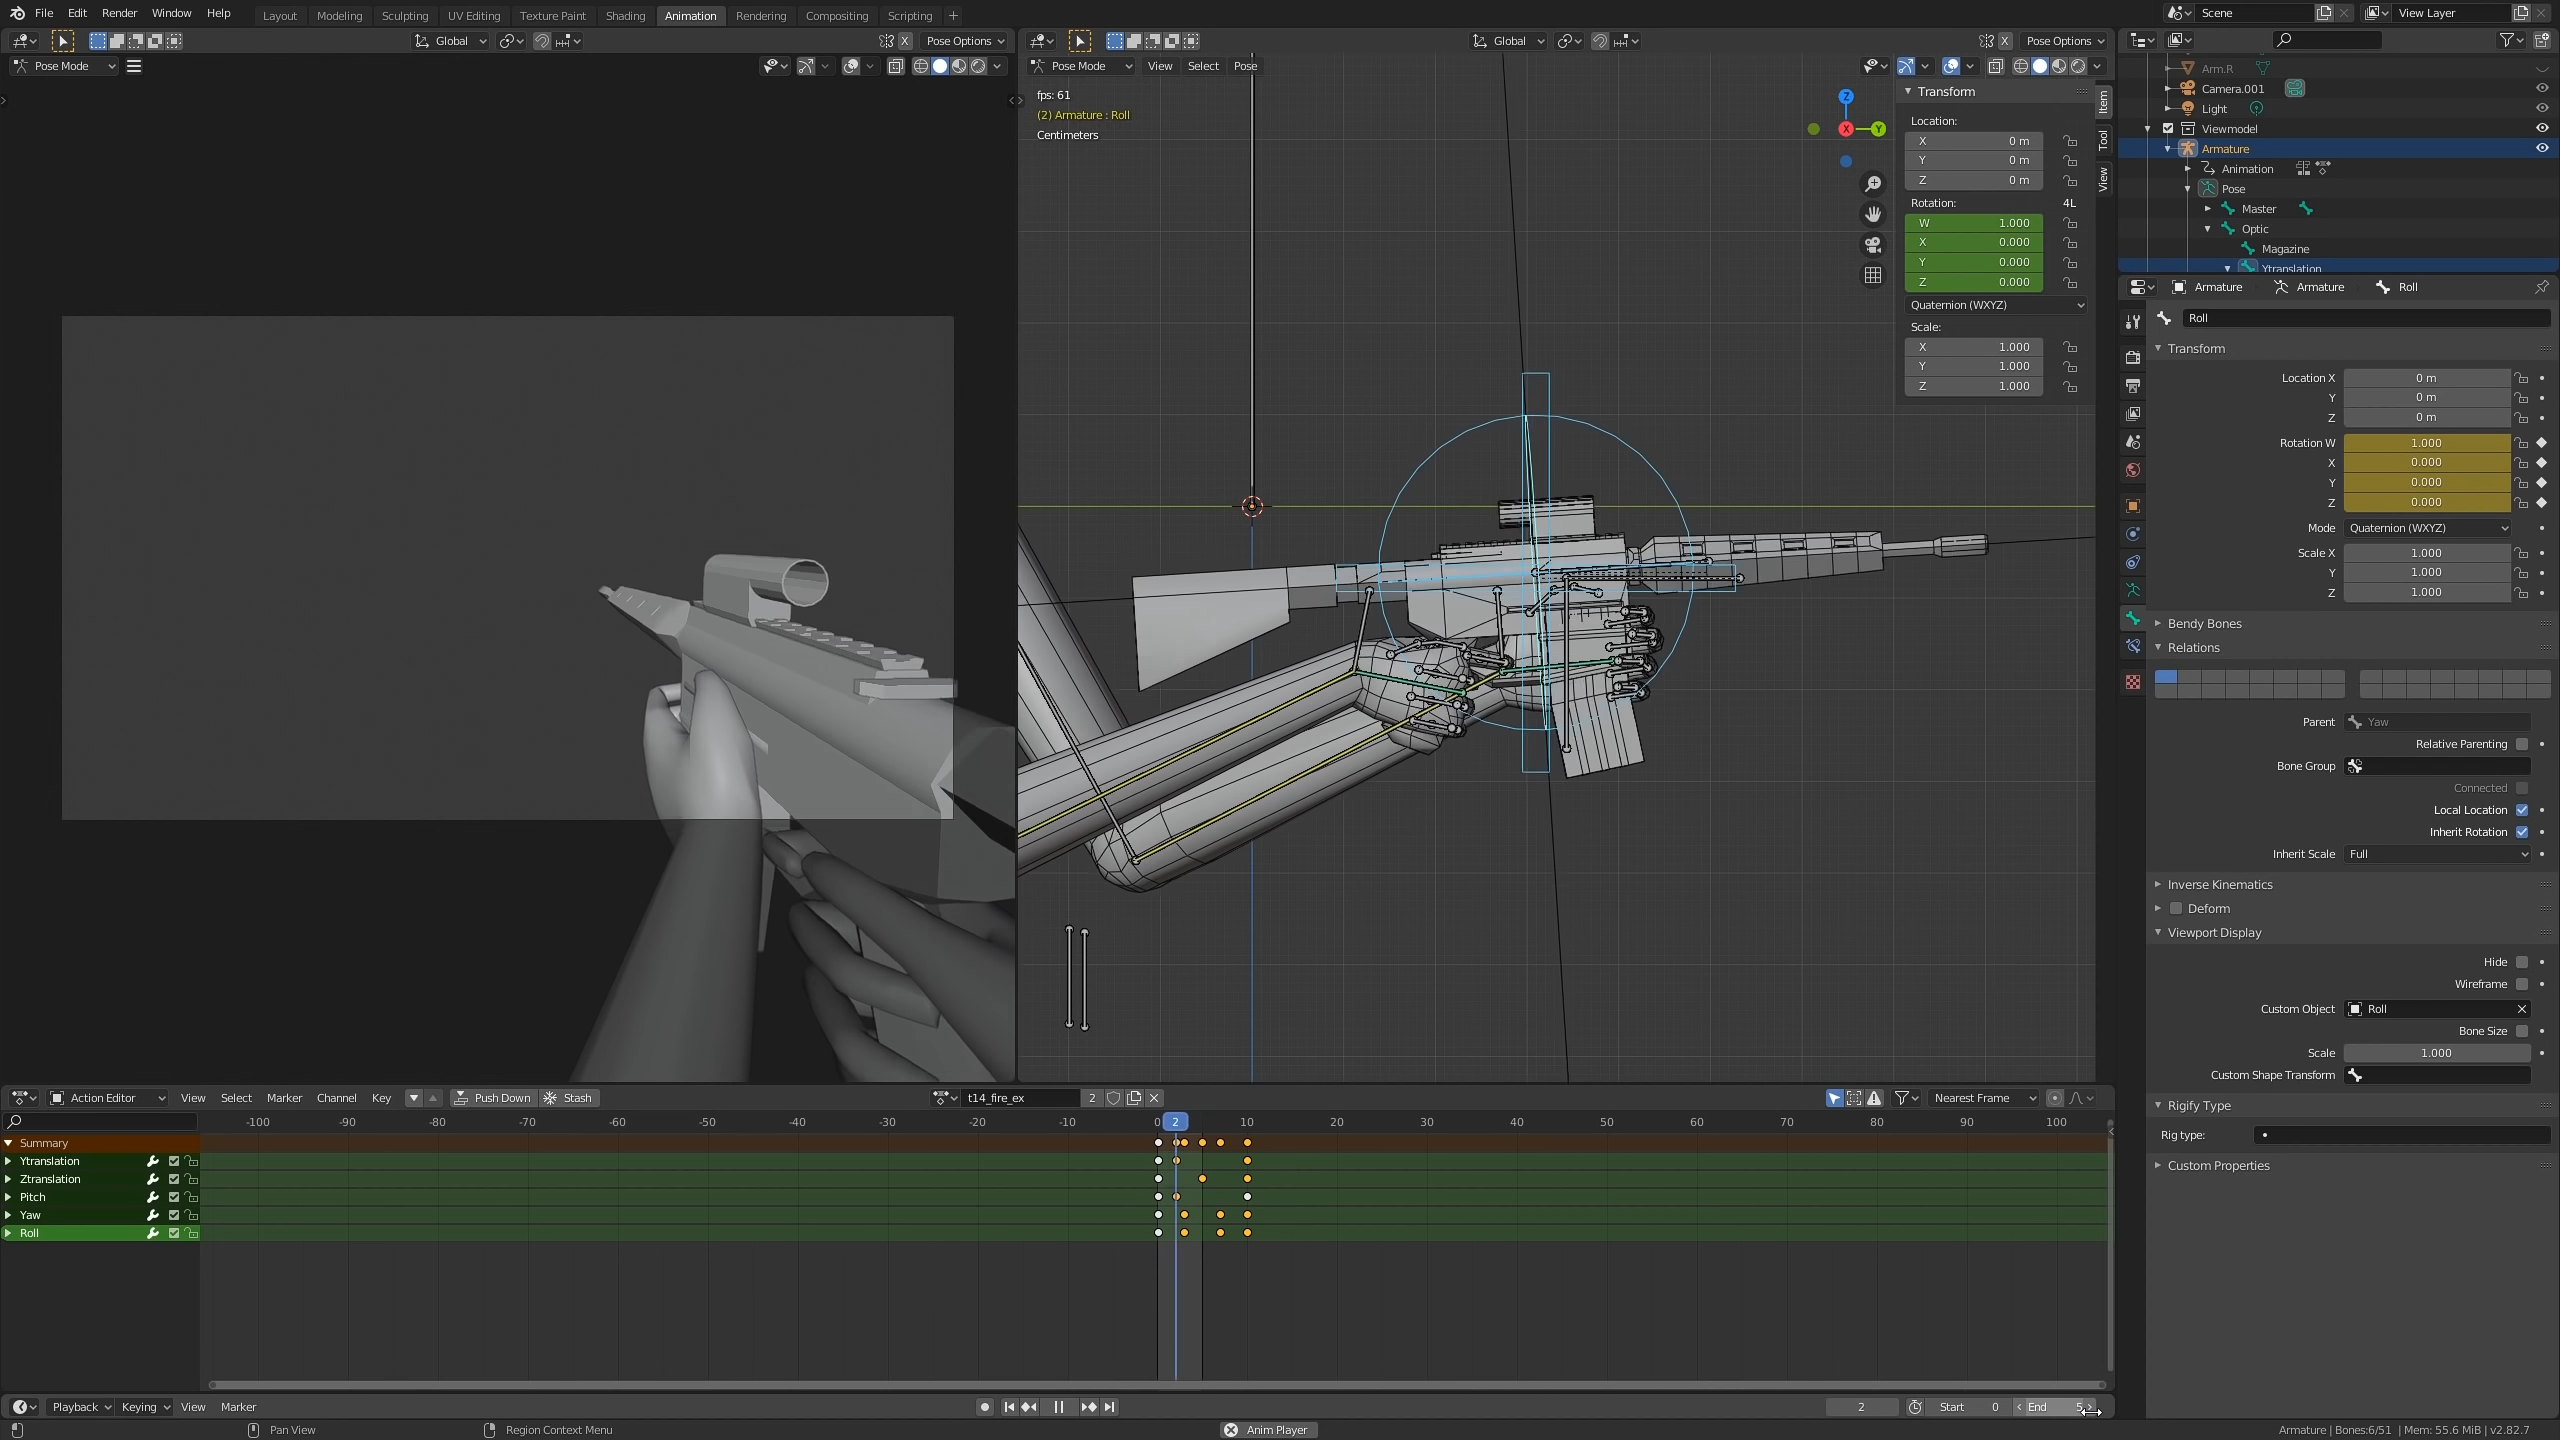 File Edit Render Window Help Layout Modeling Sculpting UV Editing Texture Paint Shading Animation Rendering Compositing Scripting + Scene View Layer
Global Pose Options
Pose Mode
Global Pose Options
Pose Mode View Select Pose
fps: 61
(2) Armature : Roll
Centimeters
Z
X
Y
Transform
Location:
X 0 m
Y 0 m
Z 0 m
Rotation: 4L
W 1.000
X 0.000
Y 0.000
Z 0.000
Quaternion (WXYZ)
Scale:
X 1.000
Y 1.000
Z 1.000
Item
Tool
View
Arm.R
Camera.001
Light
Viewmodel
Armature
Animation
Pose
Master
Optic
Magazine
Ytranslation
Armature Armature Roll
Roll
Transform
Location X 0 m
Y 0 m
Z 0 m
Rotation W 1.000
X 0.000
Y 0.000
Z 0.000
Mode Quaternion (WXYZ)
Scale X 1.000
Y 1.000
Z 1.000
Bendy Bones
Relations
Parent Yaw
Relative Parenting
Bone Group
Connected
Local Location
Inherit Rotation
Inherit Scale Full
Inverse Kinematics
Deform
Viewport Display
Hide
Wireframe
Custom Object Roll
Bone Size
Scale 1.000
Custom Shape Transform
Rigify Type
Rig type:
Custom Properties
Action Editor View Select Marker Channel Key Push Down Stash t14_fire_ex 2 Nearest Frame
-100 -90 -80 -70 -60 -50 -40 -30 -20 -10 0 2 10 20 30 40 50 60 70 80 90 100
Summary
Ytranslation
Ztranslation
Pitch
Yaw
Roll
Playback Keying View Marker 2 Start 0 End 5
Pan View Region Context Menu Anim Player Armature | Bones:6/51 | Mem: 55.6 MiB | v2.82.7